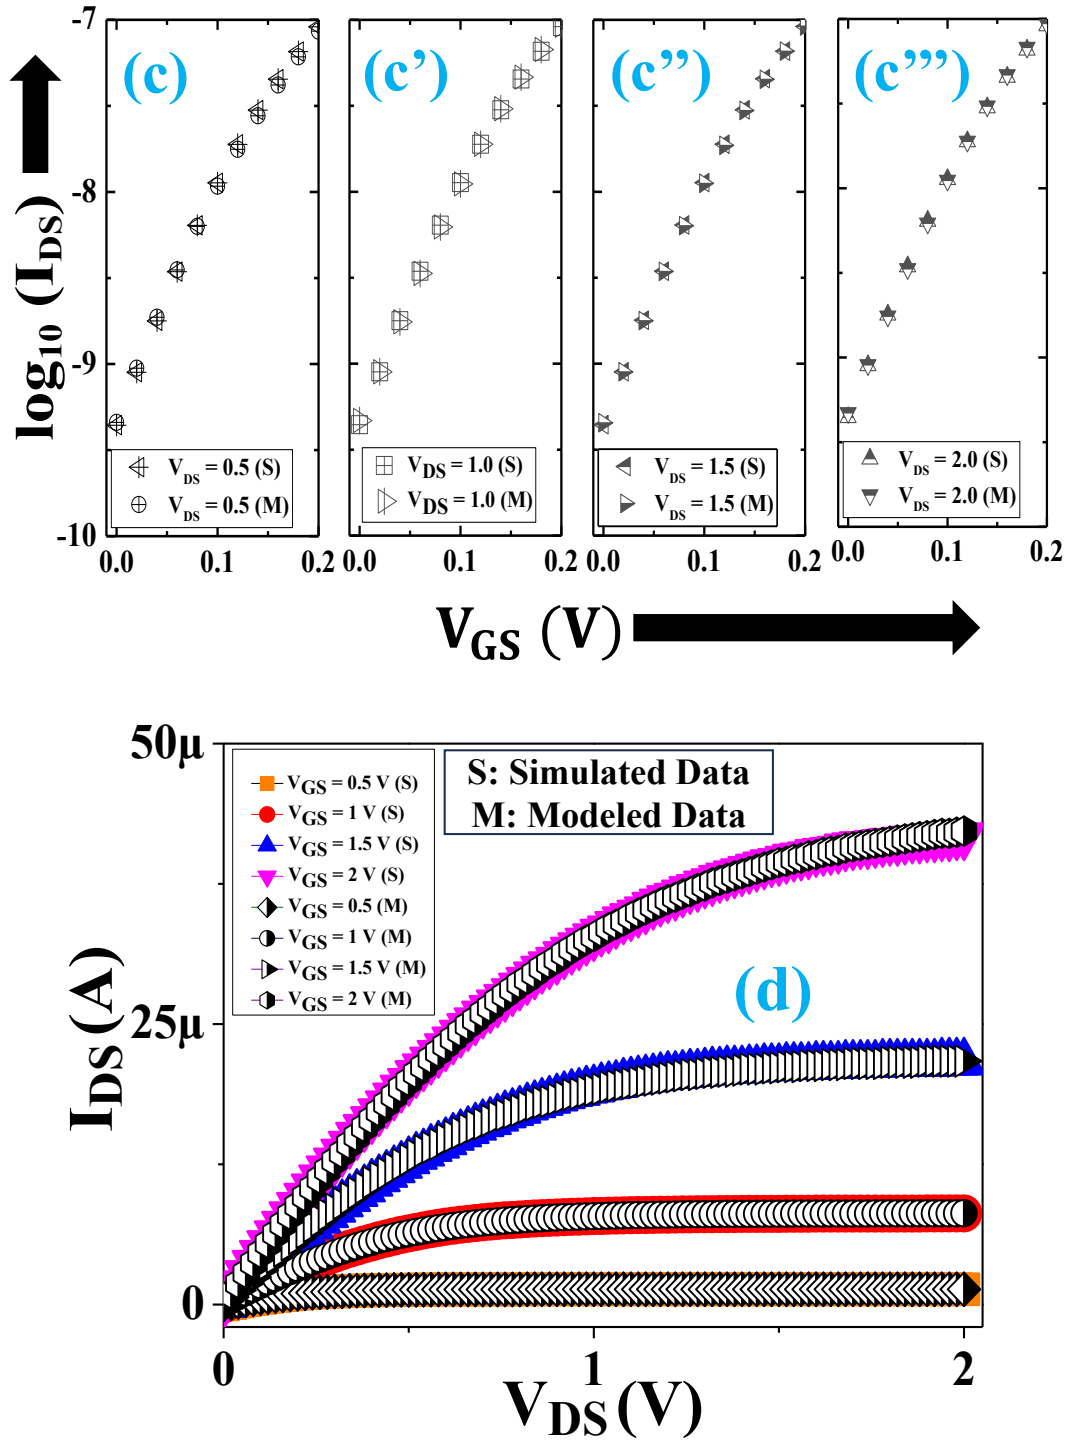 -7
-8
-9
-10
log10 (IDS)
(c)
VDS = 0.5 (S)
VDS = 0.5 (M)
0.0 0.1 0.2
(c’)
VDS = 1.0 (S)
VDS = 1.0 (M)
0.0 0.1 0.2
(c’’)
VDS = 1.5 (S)
VDS = 1.5 (M)
0.0 0.1 0.2
(c’’’)
VDS = 2.0 (S)
VDS = 2.0 (M)
0.0 0.1 0.2
VGS (V)
50μ
25μ
0
IDS (A)
VGS = 0.5 V (S)
VGS = 1 V (S)
VGS = 1.5 V (S)
VGS = 2 V (S)
VGS = 0.5 (M)
VGS = 1 V (M)
VGS = 1.5 V (M)
VGS = 2 V (M)
S: Simulated Data
M: Modeled Data
(d)
0 1 2
VDS (V)